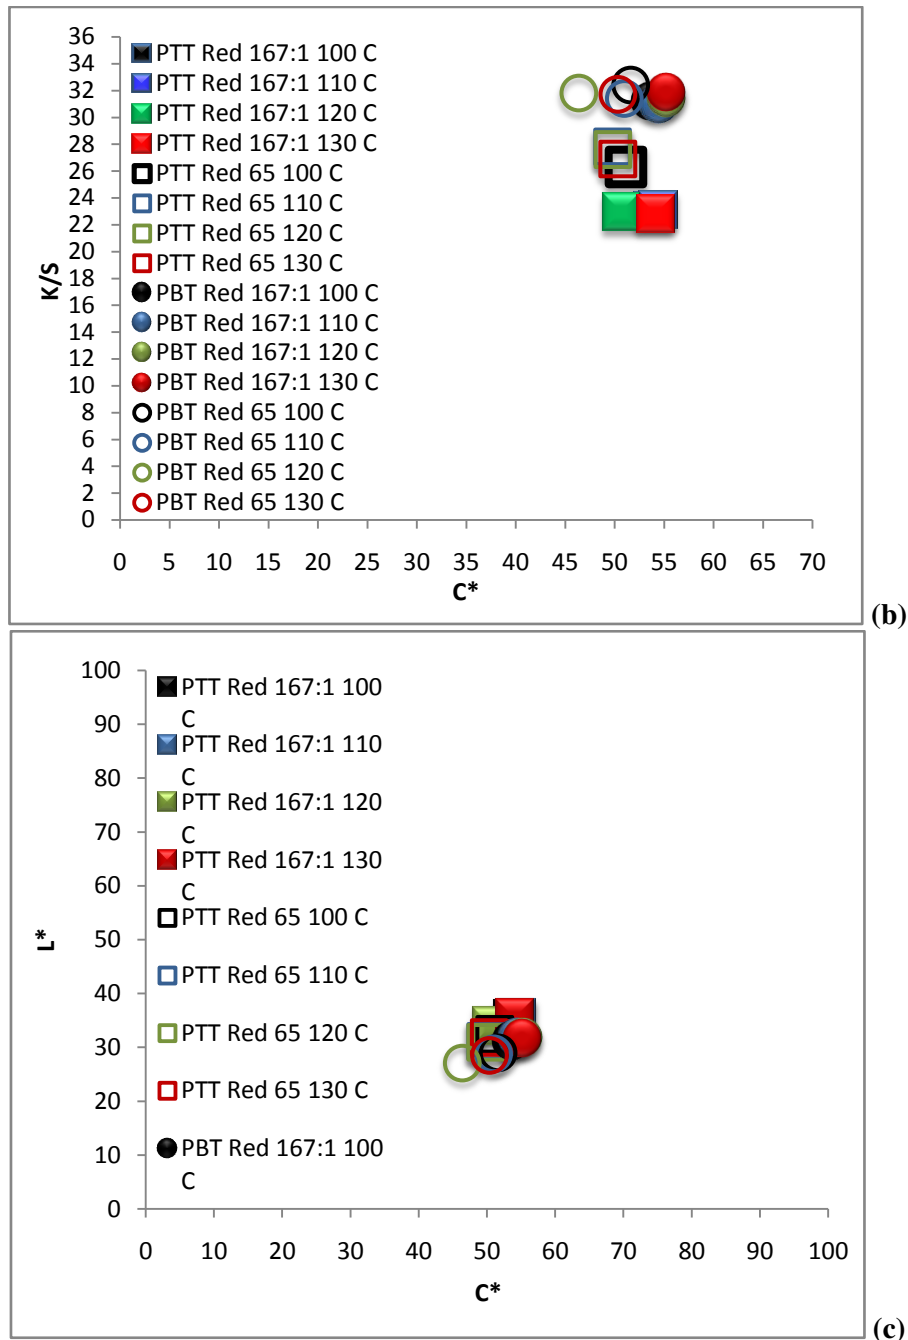 36
34
32
30
28
26
24
22
20
18
16
14
12
10
8
6
4
2
0
K/S
PTT Red 167:1 100 C
PTT Red 167:1 110 C
PTT Red 167:1 120 C
PTT Red 167:1 130 C
PTT Red 65 100 C
PTT Red 65 110 C
PTT Red 65 120 C
PTT Red 65 130 C
PBT Red 167:1 100 C
PBT Red 167:1 110 C
PBT Red 167:1 120 C
PBT Red 167:1 130 C
PBT Red 65 100 C
PBT Red 65 110 C
PBT Red 65 120 C
PBT Red 65 130 C
0 5 10 15 20 25 30 35 40 45 50 55 60 65 70
C*
(b)
100
90
80
70
60
50
40
30
20
10
0
L*
PTT Red 167:1 100
C
PTT Red 167:1 110
C
PTT Red 167:1 120
C
PTT Red 167:1 130
C
PTT Red 65 100 C
PTT Red 65 110 C
PTT Red 65 120 C
PTT Red 65 130 C
PBT Red 167:1 100
C
0 10 20 30 40 50 60 70 80 90 100
C*
(c)